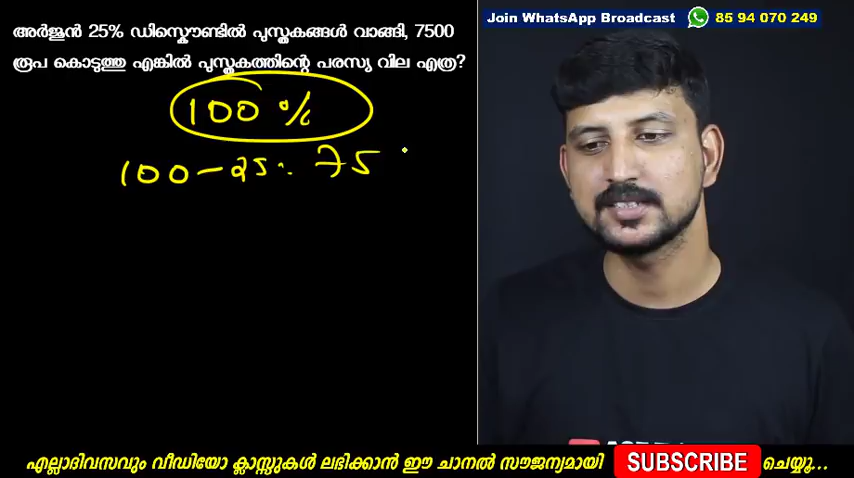 Join WhatsApp Broadcast 85 94 070 249
അർജുൻ 25% ഡിസ്കൌണ്ടിൽ പുസ്തകങ്ങൾ വാങ്ങി, 7500
രൂപ കൊടുത്തു എങ്കിൽ പുസ്തകത്തിന്റെ പരസ്യ വില എത്ര?
100 %
100 - 25% 75
എല്ലാദിവസവും വീഡിയോ ക്ലാസ്സുകൾ ലഭിക്കാൻ ഈ ചാനൽ സൗജന്യമായി SUBSCRIBE ചെയ്യൂ...